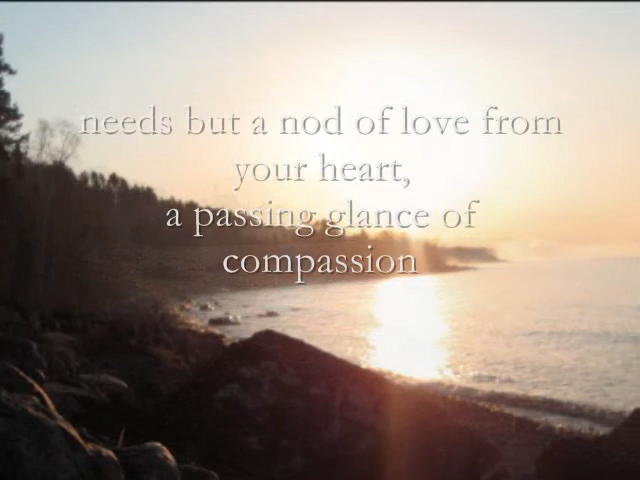 needs but a nod of love from
your heart,
a passing glance of
compassion